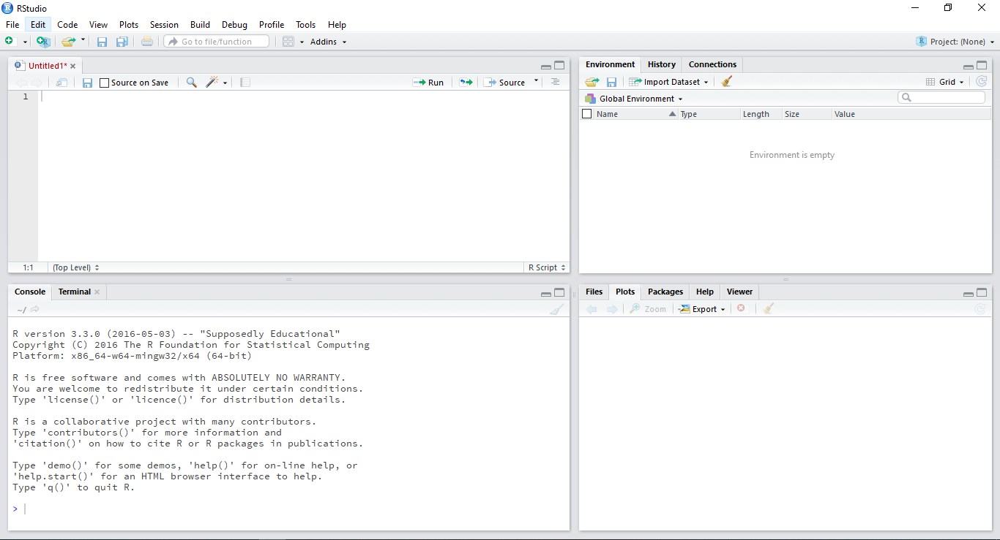 RStudio
File Edit Code View Plots Session Build Debug Profile Tools Help
Go to file/function Addins Project: (None)
Untitled1*
Source on Save Run Source
1
1:1 (Top Level) R Script
Environment History Connections
Import Dataset Grid
Global Environment
Name Type Length Size Value
Environment is empty
Console Terminal
~/
R version 3.3.0 (2016-05-03) -- "Supposedly Educational"
Copyright (C) 2016 The R Foundation for Statistical Computing
Platform: x86_64-w64-mingw32/x64 (64-bit)
R is free software and comes with ABSOLUTELY NO WARRANTY.
You are welcome to redistribute it under certain conditions.
Type 'license()' or 'licence()' for distribution details.
R is a collaborative project with many contributors.
Type 'contributors()' for more information and
'citation()' on how to cite R or R packages in publications.
Type 'demo()' for some demos, 'help()' for on-line help, or
'help.start()' for an HTML browser interface to help.
Type 'q()' to quit R.
>
Files Plots Packages Help Viewer
Zoom Export